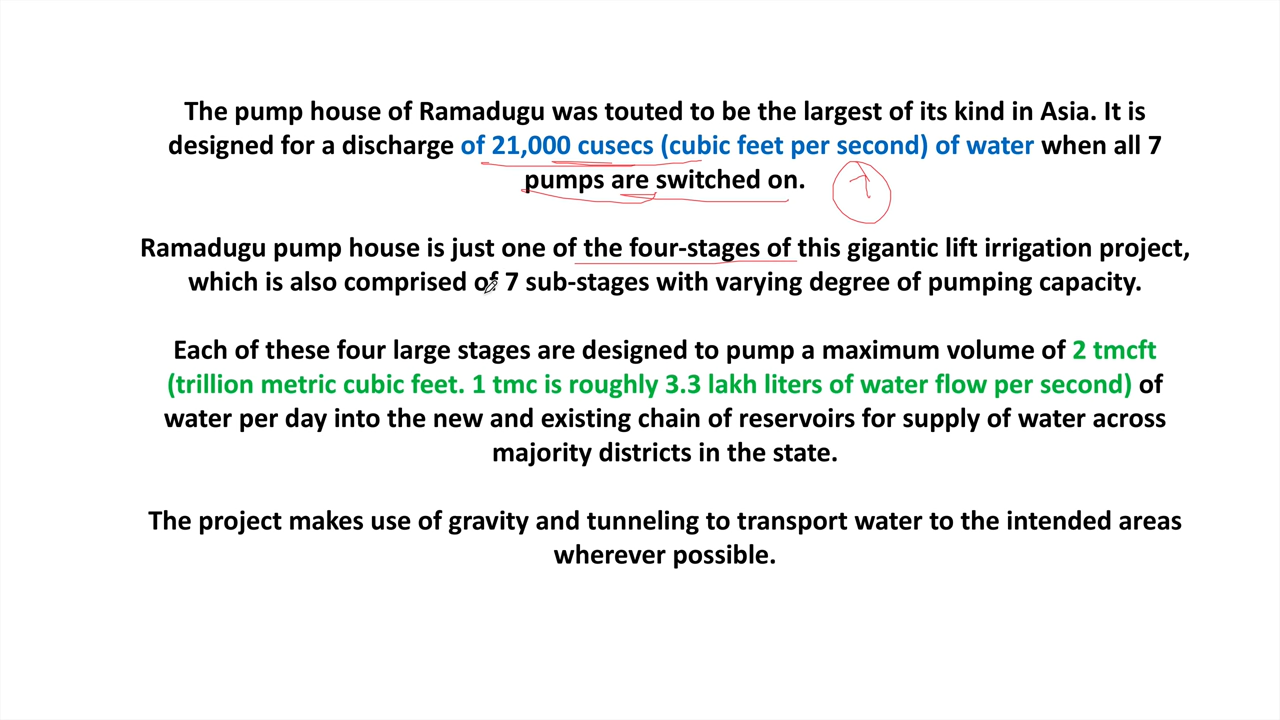 The pump house of Ramadugu was touted to be the largest of its kind in Asia. It is
designed for a discharge of 21,000 cusecs (cubic feet per second) of water when all 7
pumps are switched on.
Ramadugu pump house is just one of the four-stages of this gigantic lift irrigation project,
which is also comprised of 7 sub-stages with varying degree of pumping capacity.
Each of these four large stages are designed to pump a maximum volume of 2 tmcft
(trillion metric cubic feet. 1 tmc is roughly 3.3 lakh liters of water flow per second) of
water per day into the new and existing chain of reservoirs for supply of water across
majority districts in the state.
The project makes use of gravity and tunneling to transport water to the intended areas
wherever possible.